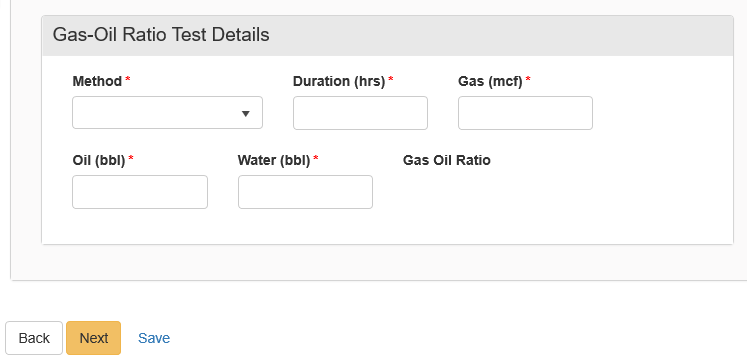 Gas-Oil Ratio Test Details
Method * Duration (hrs) * Gas (mcf) *
Oil (bbl) * Water (bbl) * Gas Oil Ratio
Back Next Save